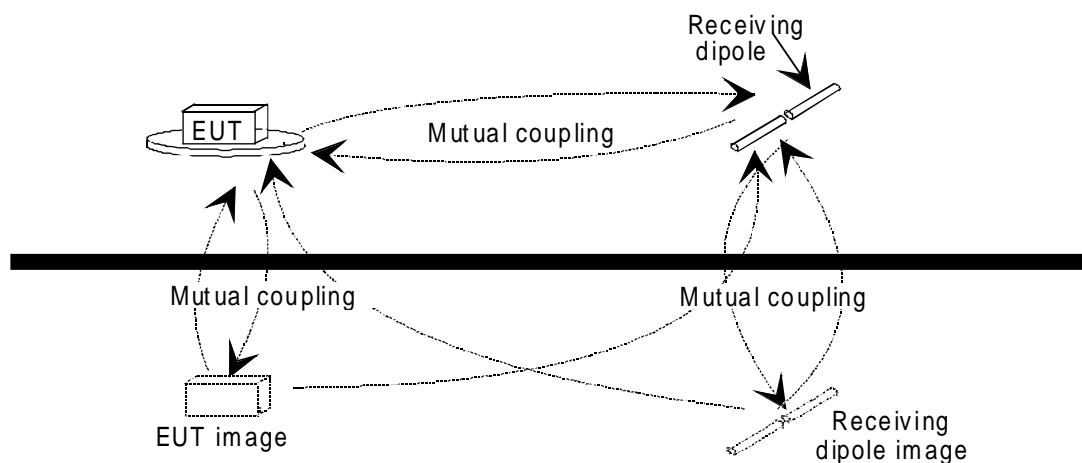 Receiving
dipole
EUT
Mutual coupling
Mutual coupling
Mutual coupling
EUT image
Receiving
dipole image